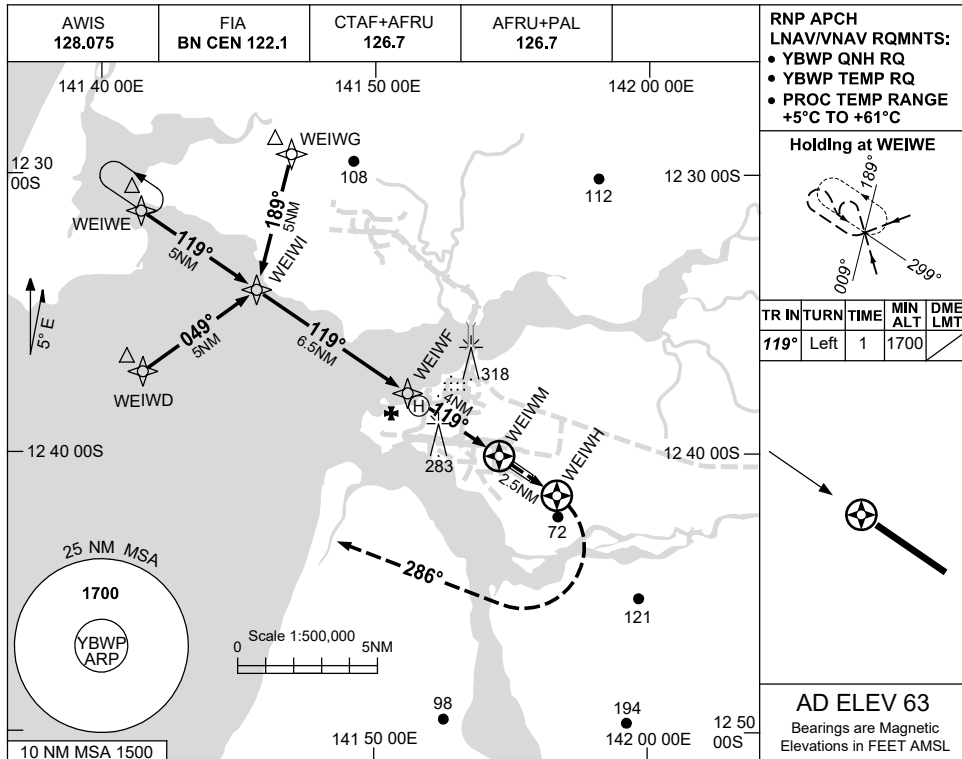 AWIS
128.075
FIA
BN CEN 122.1
CTAF+AFRU
126.7
AFRU+PAL
126.7
RNP APCH
LNAV/VNAV RQMNTS:
• YBWP QNH RQ
• YBWP TEMP RQ
• PROC TEMP RANGE
+5°C TO +61°C
141 40 00E
141 50 00E
142 00 00E
12 30
00S
12 30 00S
WEIWG
108
112
WEIWE
189°
5NM
119°
5NM
WEIWI
049°
5NM
WEIWD
5° E
119°
6.5NM
WEIWF
318
H
4NM
119°
WEIWM
283
2.5NM
WEIWH
72
12 40 00S
12 40 00S
286°
121
98
194
25 NM MSA
1700
YBWP
ARP
10 NM MSA 1500
Scale 1:500,000
0
5NM
141 50 00E
142 00 00E
12 50
00S
Holding at WEIWE
189°
009°
299°
TR IN TURN TIME MIN ALT DME LMT
119° Left 1 1700
AD ELEV 63
Bearings are Magnetic
Elevations in FEET AMSL